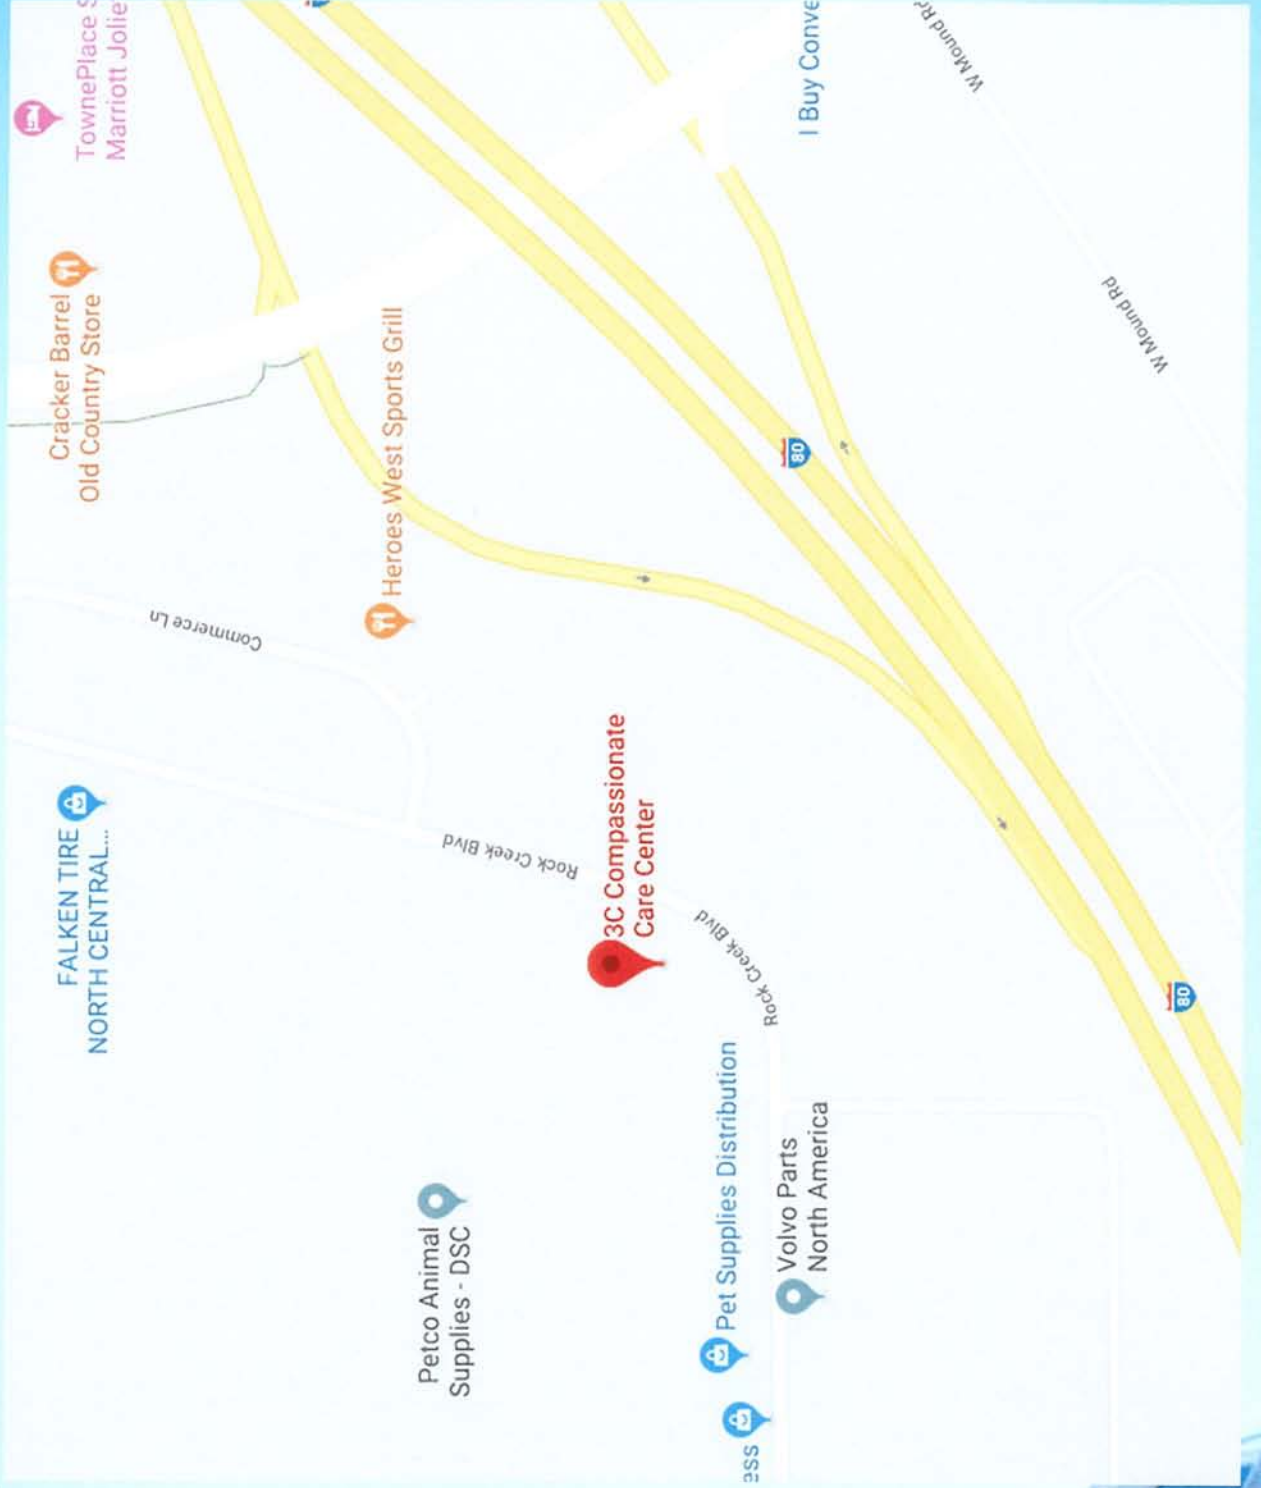 TownePlace S
Marriott Jolie
Cracker Barrel
Old Country Store
Heroes West Sports Grill
I Buy Conve
W Mound Rd
W Mound Rd
80
80
Commerce Ln
FALKEN TIRE
NORTH CENTRAL...
Rock Creek Blvd
3C Compassionate
Care Center
Rock Creek Blvd
Petco Animal
Supplies - DSC
Pet Supplies Distribution
Volvo Parts
North America
ess